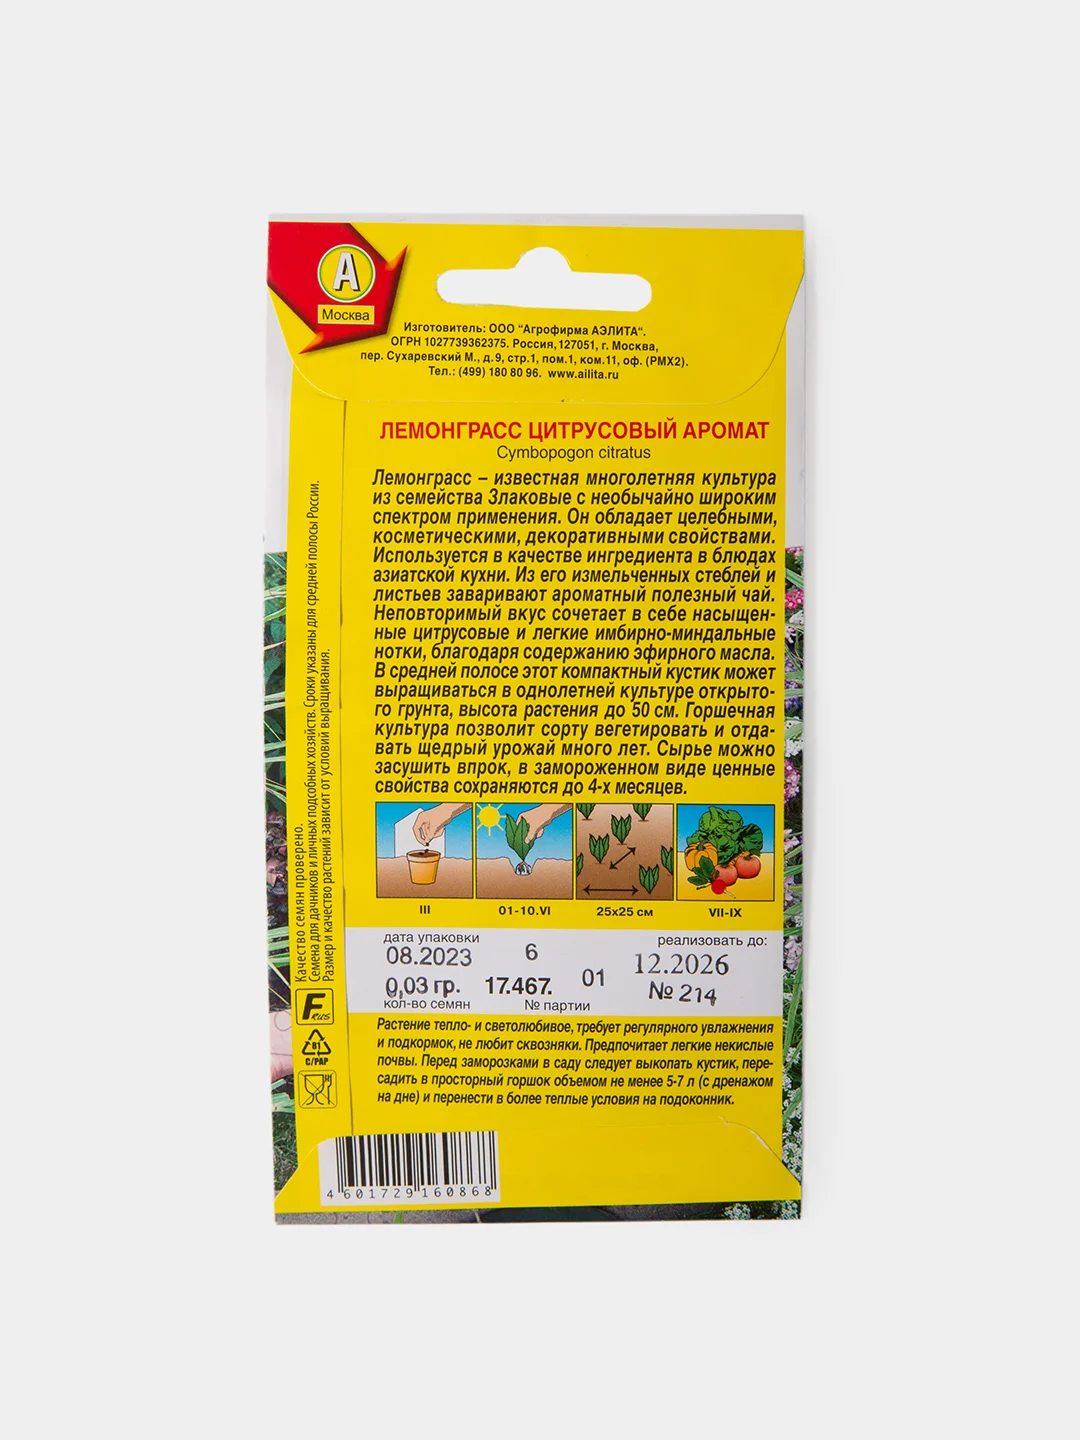 А
Москва
Изготовитель: ООО "Агрофирма АЭЛИТА".
ОГРН 1027739362375. Россия,127051, г. Москва,
пер. Сухаревский М., д.9, стр.1, пом.1, ком.11, оф. (РМХ2).
Тел.: (499) 180 80 96. www.ailita.ru
ЛЕМОНГРАСС ЦИТРУСОВЫЙ АРОМАТ
Cymbopogon citratus
Лемонграсс – известная многолетняя культура
из семейства Злаковые с необычайно широким
спектром применения. Он обладает целебными,
косметическими, декоративными свойствами.
Используется в качестве ингредиента в блюдах
азиатской кухни. Из его измельченных стеблей и
листьев заваривают ароматный полезный чай.
Неповторимый вкус сочетает в себе насыщен-
ные цитрусовые и легкие имбирно-миндальные
нотки, благодаря содержанию эфирного масла.
В средней полосе этот компактный кустик может
выращиваться в однолетней культуре открыто-
го грунта, высота растения до 50 см. Горшечная
культура позволит сорту вегетировать и отда-
вать щедрый урожай много лет. Сырье можно
засушить впрок, в замороженном виде ценные
свойства сохраняются до 4-х месяцев.
III 01-10.VI 25х25 см VII-IX
дата упаковки 6 реализовать до:
08.2023 12.2026
0,03 гр. 17.467. 01 № 214
кол-во семян № партии
Растение тепло- и светолюбивое, требует регулярного увлажнения
и подкормок, не любит сквозняки. Предпочитает легкие некислые
почвы. Перед заморозками в саду следует выкопать кустик, пере-
садить в просторный горшок объемом не менее 5-7 л (с дренажом
на дне) и перенести в более теплые условия на подоконник.
Качество семян проверено.
Семена для дачников и личных подсобных хозяйств. Сроки указаны для средней полосы России.
Размер и качество растений зависит от условий выращивания.
F RUS
81
C/PAP
4 601729 160868